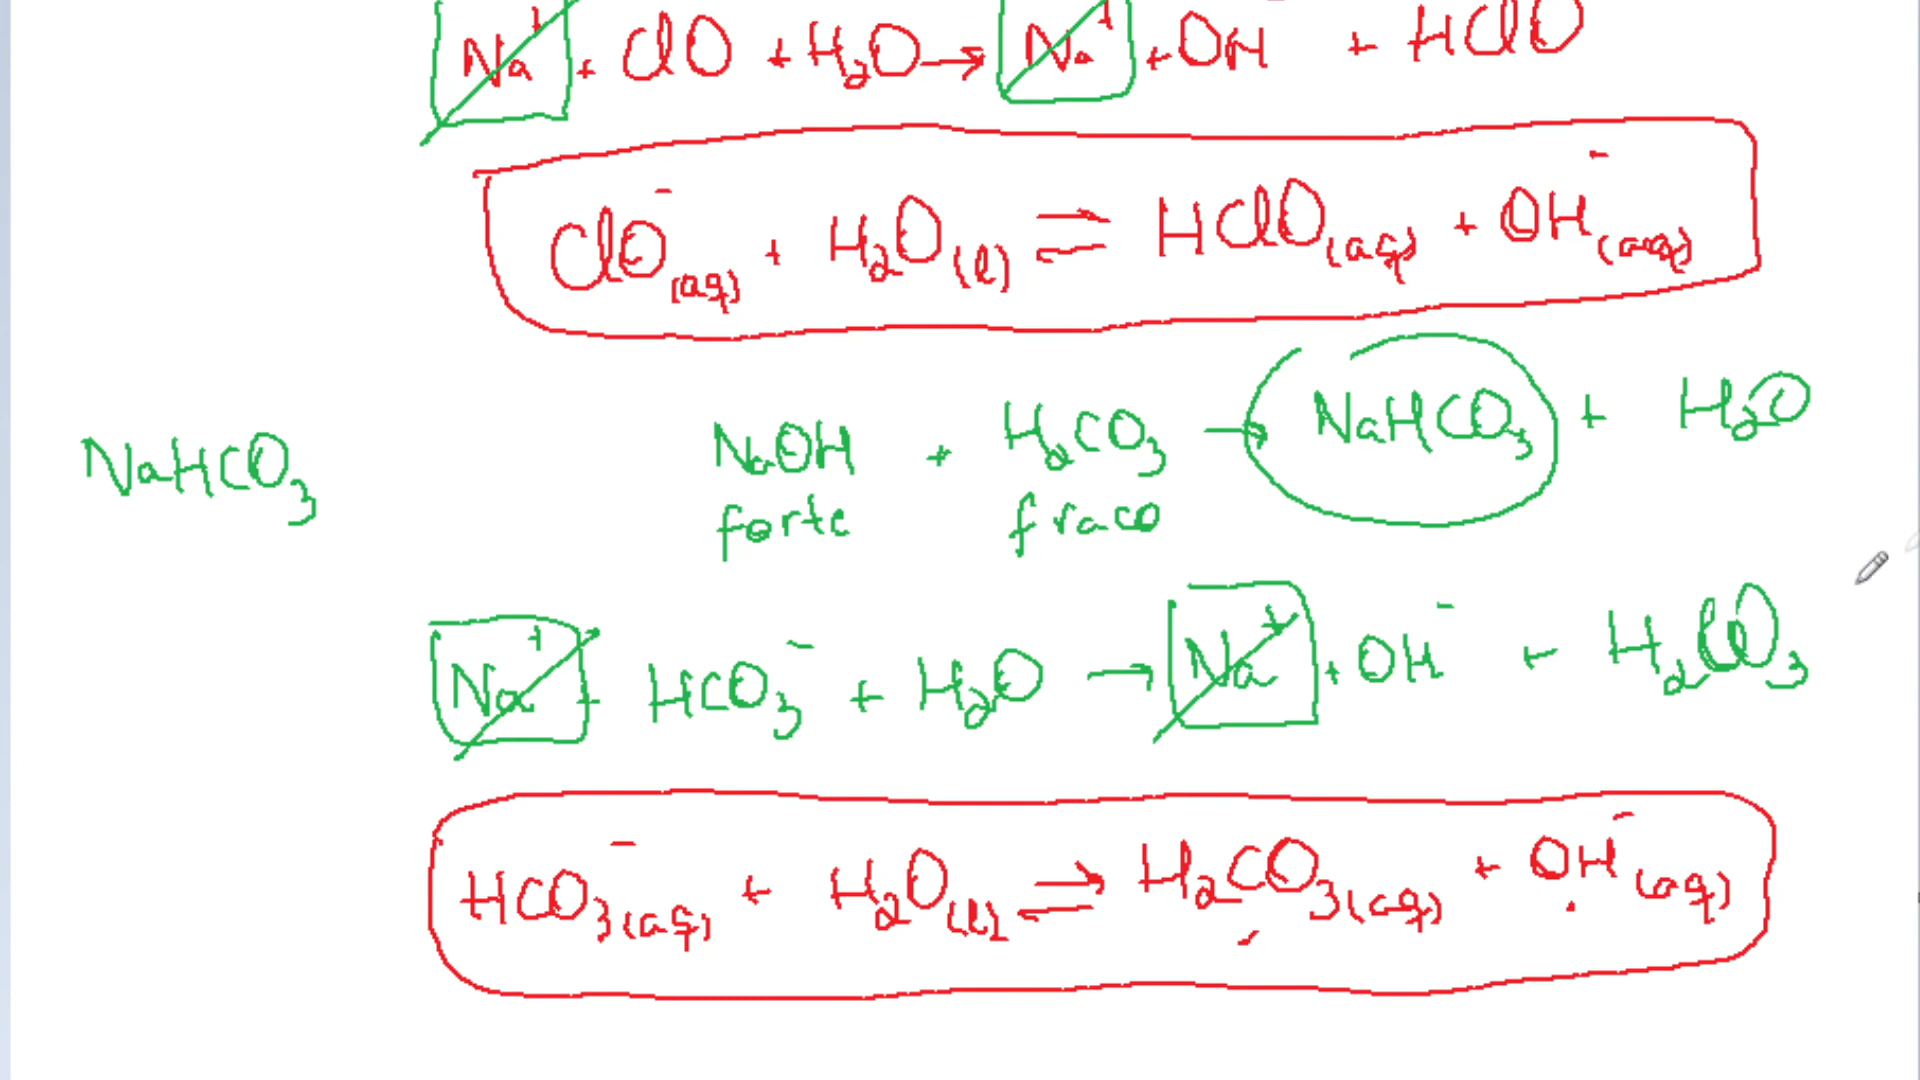 Na⁺ + ClO + H₂O → Na⁺ + OH⁻ + HClO
ClO⁻(aq) + H₂O(l) ⇌ HClO(aq) + OH⁻(aq)
NaHCO₃
NaOH + H₂CO₃ → NaHCO₃ + H₂O
forte fraco
Na⁺ + HCO₃⁻ + H₂O → Na⁺ + OH⁻ + H₂CO₃
HCO₃⁻(aq) + H₂O(l) ⇌ H₂CO₃(aq) + OH⁻(aq)